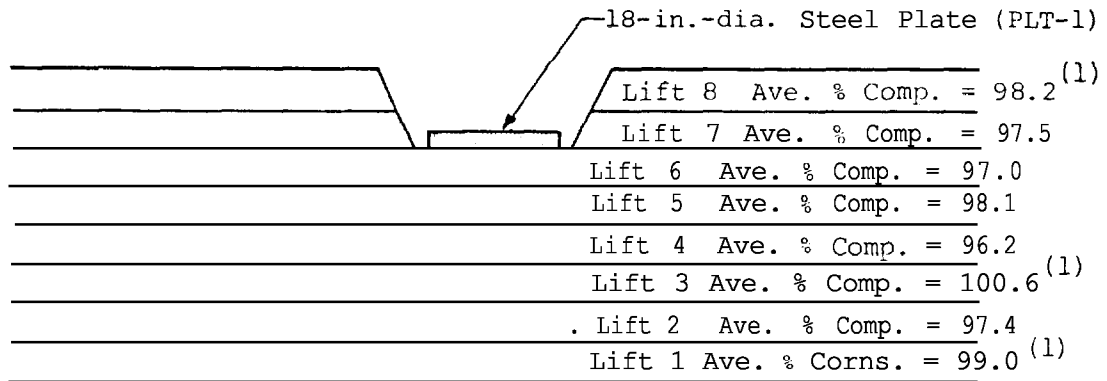 18-in.-dia. Steel Plate (PLT-1)
Lift 8 Ave. % Comp. = 98.2(1)
Lift 7 Ave. % Comp. = 97.5
Lift 6 Ave. % Comp. = 97.0
Lift 5 Ave. % Comp. = 98.1
Lift 4 Ave. % Comp. = 96.2
Lift 3 Ave. % Comp. = 100.6(1)
. Lift 2 Ave. % Comp. = 97.4
Lift 1 Ave. % Corns. = 99.0(1)